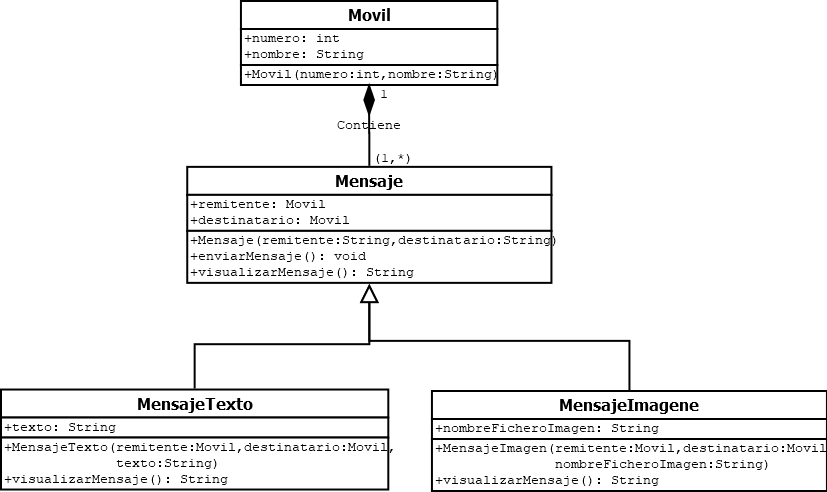 Movil
+numero: int
+nombre: String
+Movil(numero:int,nombre:String)
1
Contiene
(1,*)
Mensaje
+remitente: Movil
+destinatario: Movil
+Mensaje(remitente:String,destinatario:String)
+enviarMensaje(): void
+visualizarMensaje(): String
MensajeTexto
+texto: String
+MensajeTexto(remitente:Movil,destinatario:Movil,
texto:String)
+visualizarMensaje(): String
MensajeImagene
+nombreFicheroImagen: String
+MensajeImagen(remitente:Movil,destinatario:Movil
nombreFicheroImagen:String)
+visualizarMensaje(): String